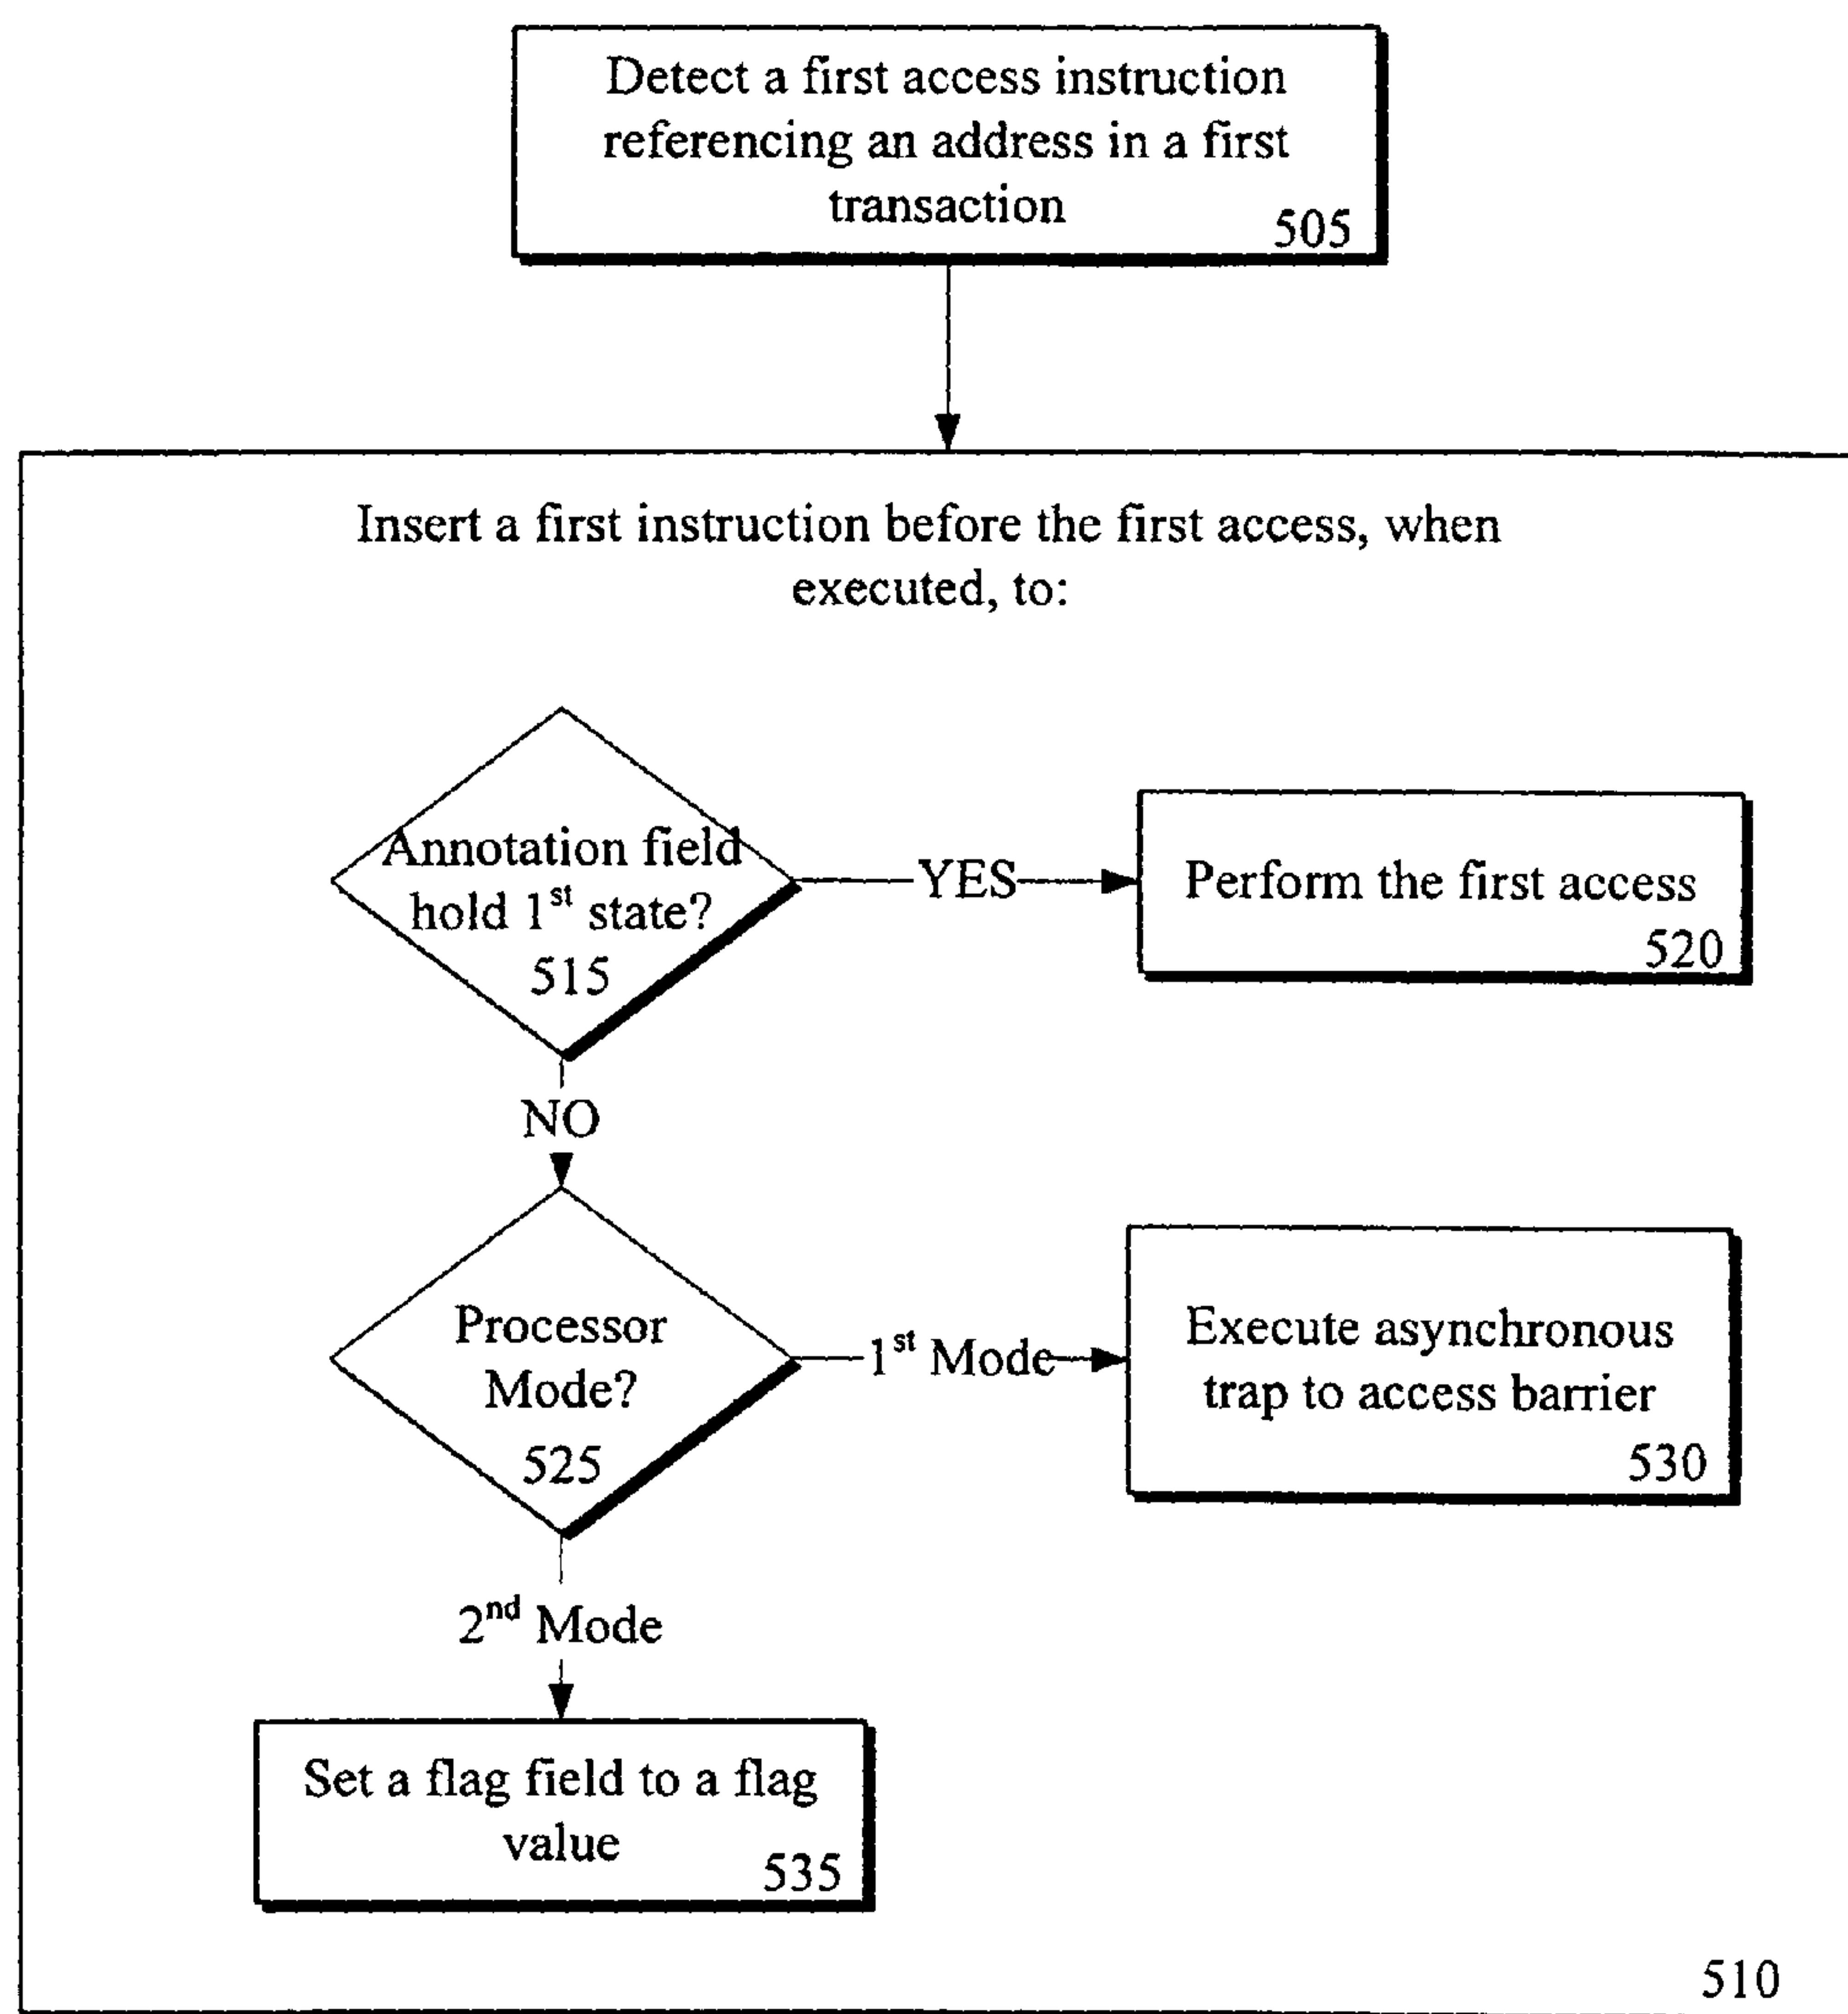 Detect a first access instruction
referencing an address in a first
transaction
505
Insert a first instruction before the first access, when
executed, to:
Annotation field
hold 1st state?
515
YES
Perform the first access
520
NO
Processor
Mode?
525
1st Mode
Execute asynchronous
trap to access barrier
530
2nd Mode
Set a flag field to a flag
value
535
510